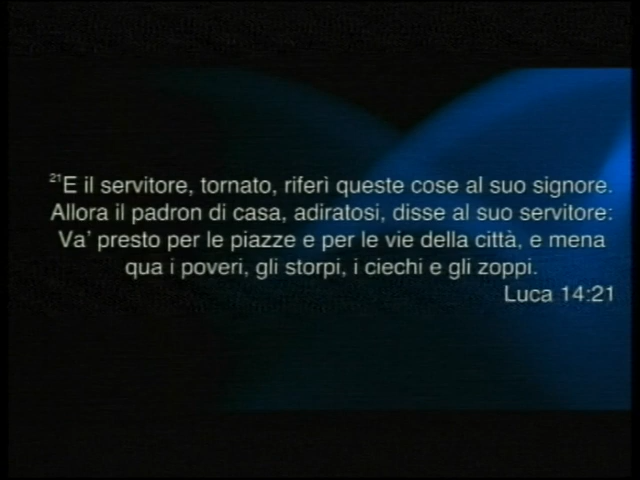 21E il servitore, tornato, riferì queste cose al suo signore.
Allora il padron di casa, adiratosi, disse al suo servitore:
Va' presto per le piazze e per le vie della città, e mena
qua i poveri, gli storpi, i ciechi e gli zoppi.
Luca 14:21